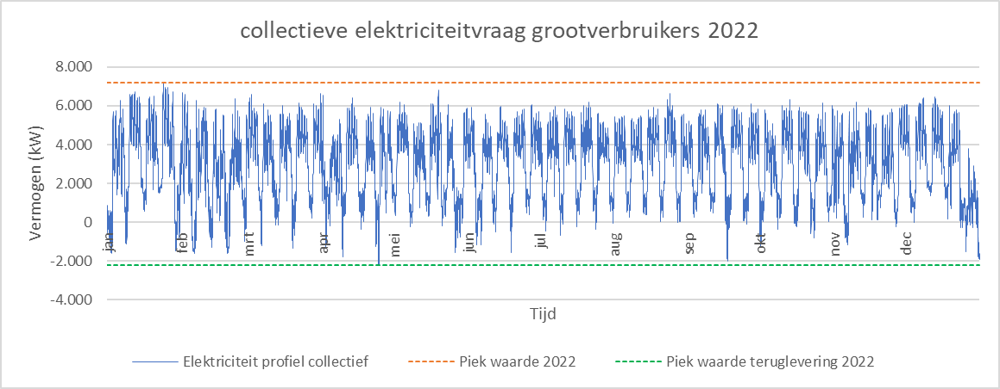 collectieve elektriciteitvraag grootverbruikers 2022
8.000
6.000
4.000
2.000
0
-2.000
-4.000
Vermogen (kW)
jan feb mrt apr mei jun jul aug sep okt nov dec
Tijd
Elektriciteit profiel collectief Piek waarde 2022 Piek waarde teruglevering 2022